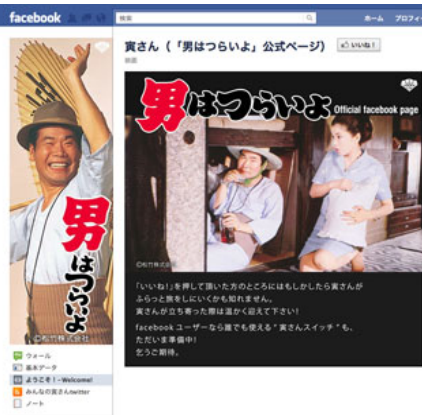 facebook
検索
ホーム プロフィ
寅さん（「男はつらいよ」公式ページ） いいね！
映画
男はつらいよ
Official facebook page
男はつらいよ
©松竹株式会社
©松竹株式会社
「いいね！」を押して頂いた方のところにはもしかしたら寅さんが
ふらっと旅をしにいくかも知れません。
寅さんが立ち寄った際は温かく迎えて下さい！
facebook ユーザーなら誰でも使える“寅さんスイッチ”も、
ただいま準備中！
乞うご期待。
ウォール
基本データ
ようこそ！-Welcome!
みんなの寅さんtwitter
ノート